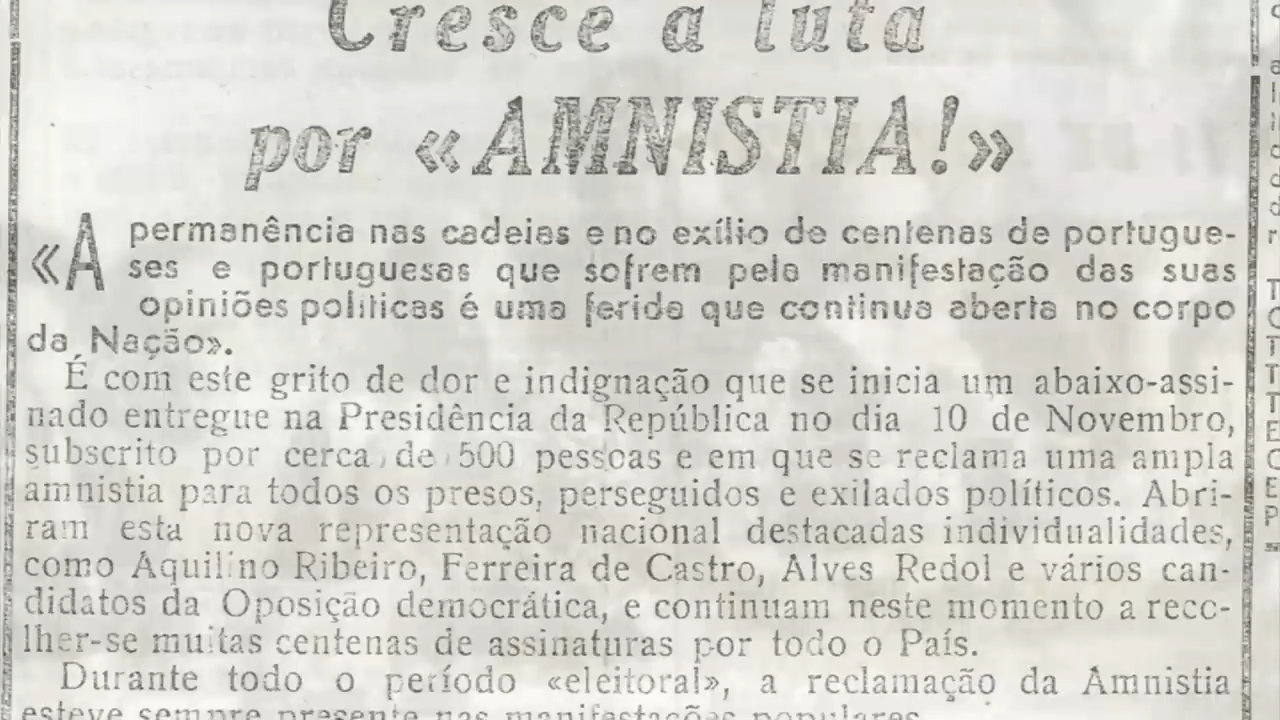 Cresce a luta
por «AMNISTIA!»
«A permanência nas cadeias e no exílio de centenas de portugue-
ses e portuguesas que sofrem pela manifestação das suas
opiniões políticas é uma ferida que continua aberta no corpo
da Nação».
É com este grito de dor e indignação que se inicia um abaixo-assi-
nado entregue na Presidência da República no dia 10 de Novembro,
subscrito por cerca de 500 pessoas e em que se reclama uma ampla
amnistia para todos os presos, perseguidos e exilados políticos. Abri-
ram esta nova representação nacional destacadas individualidades,
como Aquilino Ribeiro, Ferreira de Castro, Alves Redol e vários can-
didatos da Oposição democrática, e continuam neste momento a reco-
lher-se muitas centenas de assinaturas por todo o País.
Durante todo o período «eleitoral», a reclamação da Amnistia
esteve sempre presente nas manifestações populares